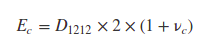 E_c = D_{1212} × 2 × (1 + ν_c)